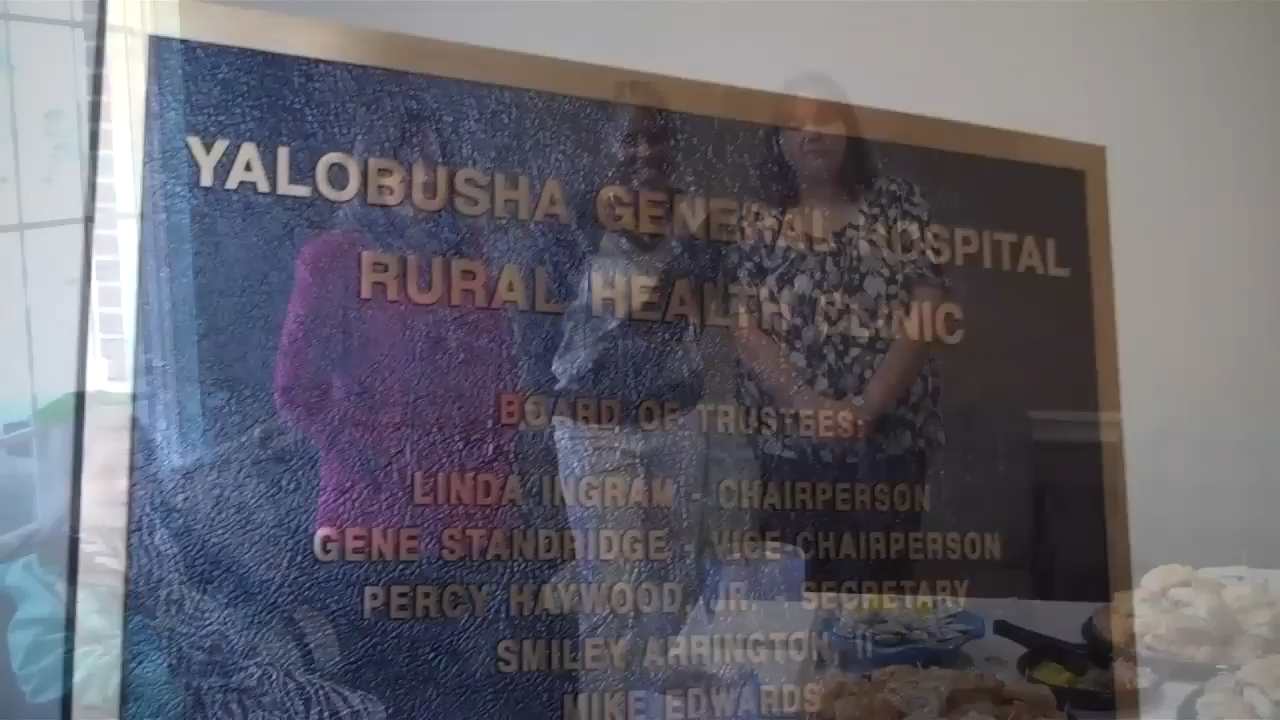 YALOBUSHA GENERAL HOSPITAL
RURAL HEALTH CLINIC
BOARD OF TRUSTEES:
LINDA INGRAM - CHAIRPERSON
GENE STANDRIDGE - VICE CHAIRPERSON
PERCY HAYWOOD, JR. - SECRETARY
SMILEY ARRINGTON, II
MIKE EDWARDS